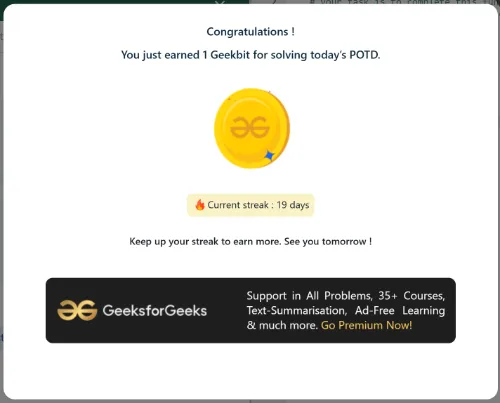 # your task is to complete this
Congratulations !
You just earned 1 Geekbit for solving today's POTD.
Current streak : 19 days
Keep up your streak to earn more. See you tomorrow !
GeeksforGeeks
Support in All Problems, 35+ Courses,
Text-Summarisation, Ad-Free Learning
& much more. Go Premium Now!